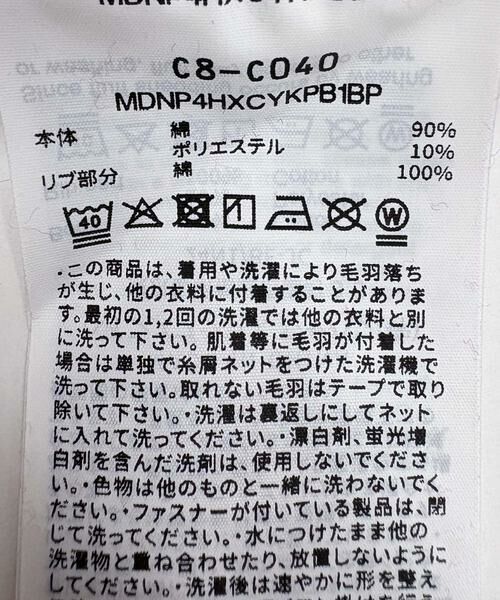 C8-C040
MDNP4HXCYKPB1BP
本体 綿 90%
ポリエステル 10%
リブ部分 綿 100%
40 W
・この商品は、着用や洗濯により毛羽落ち
が生じ、他の衣料に付着することがありま
す。最初の1,2回の洗濯では他の衣料と別
に洗って下さい。肌着等に毛羽が付着した
場合は単独で糸屑ネットをつけた洗濯機で
洗って下さい。取れない毛羽はテープで取り
除いて下さい。・洗濯は裏返しにしてネット
に入れて洗ってください。・漂白剤、蛍光増
白剤を含んだ洗剤は、使用しないでくださ
い。・色物は他のものと一緒に洗わないでく
ださい。・ファスナーが付いている製品は、閉
じて洗ってください。・水につけたまま他の
洗濯物と重ね合わせたり、放置しないように
してください。・洗濯後は速やかに形を整え